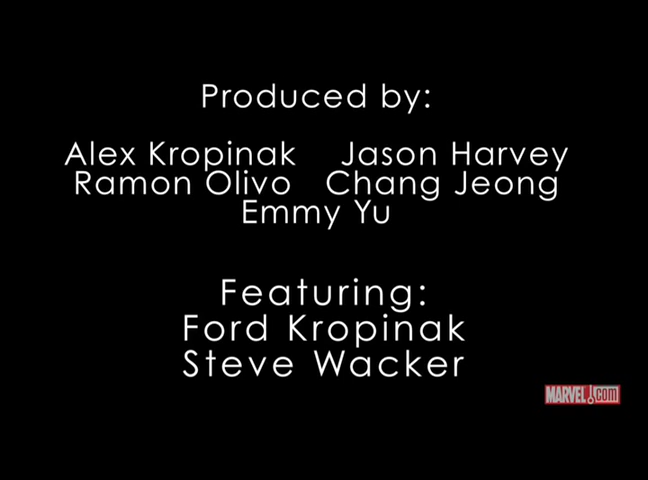 Produced by:
Alex Kropinak Jason Harvey
Ramon Olivo Chang Jeong
Emmy Yu
Featuring:
Ford Kropinak
Steve Wacker
MARVEL.com